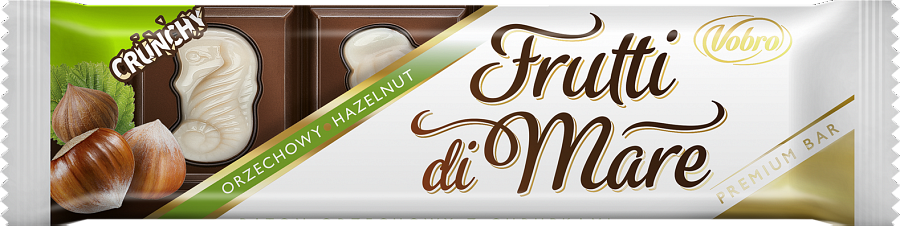 CRUNCHY
ORZECHOWY • HAZELNUT
Frutti
di Mare
Vobro
PREMIUM BAR